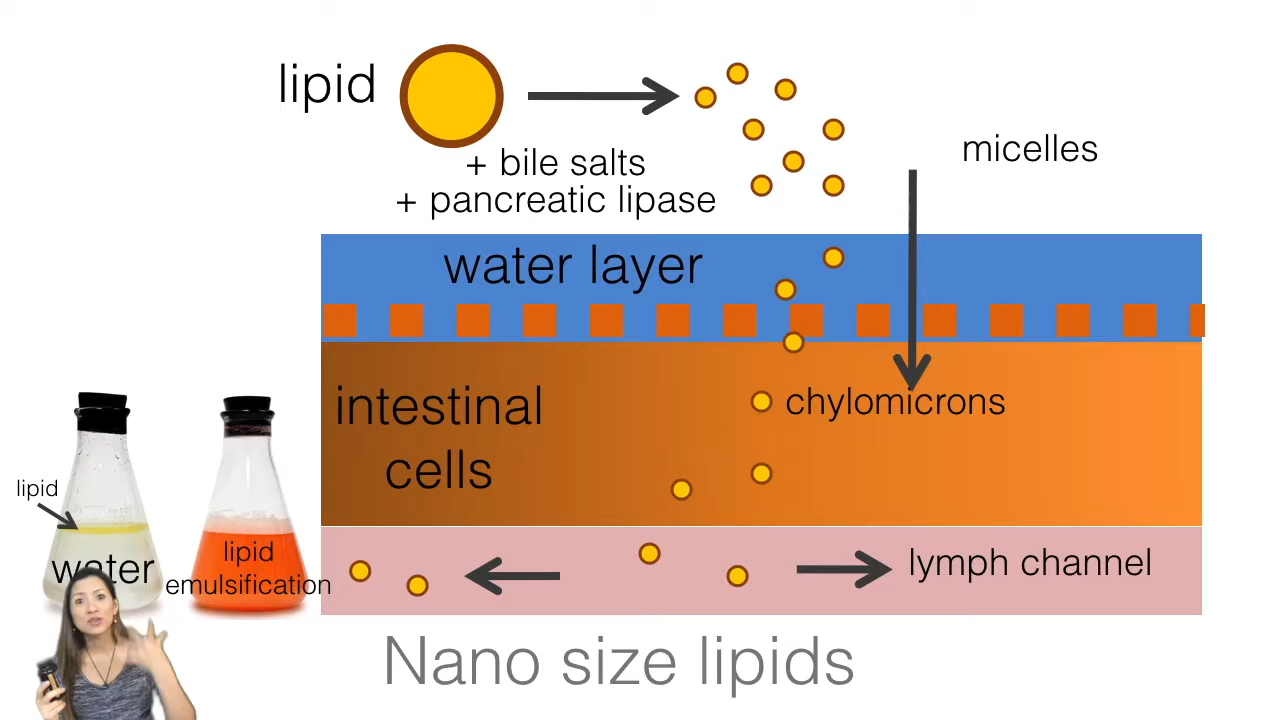 lipid
+ bile salts
+ pancreatic lipase
micelles
water layer
intestinal
cells
chylomicrons
lymph channel
lipid
water
lipid
emulsification
Nano size lipids